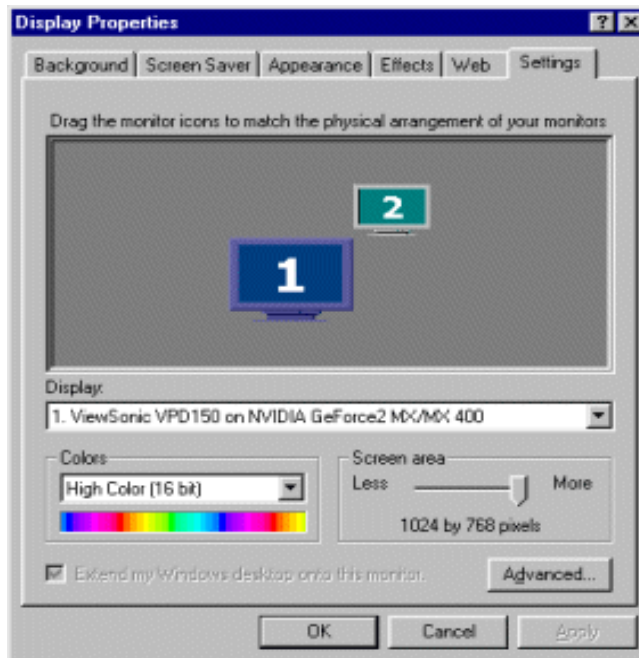 Display Properties
Background Screen Saver Appearance Effects Web Settings
Drag the monitor icons to match the physical arrangement of your monitors
2
1
Display:
1. ViewSonic VPD150 on NVIDIA GeForce2 MX/MX 400
Colors Screen area
High Color (16 bit) Less More
1024 by 768 pixels
Extend my Windows desktop onto this monitor. Advanced...
OK Cancel Apply